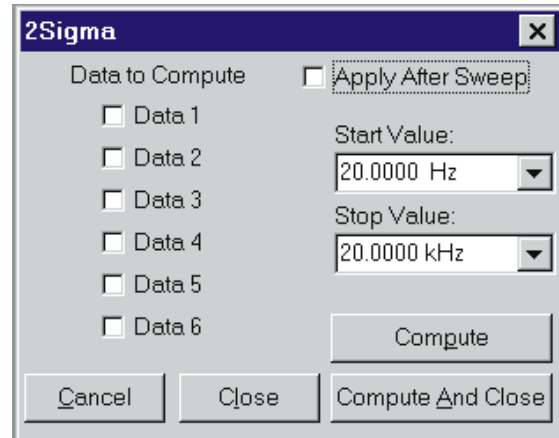 2Sigma
Data to Compute
Apply After Sweep
Data 1
Data 2
Data 3
Data 4
Data 5
Data 6
Start Value:
20.0000 Hz
Stop Value:
20.0000 kHz
Compute
Cancel
Close
Compute And Close